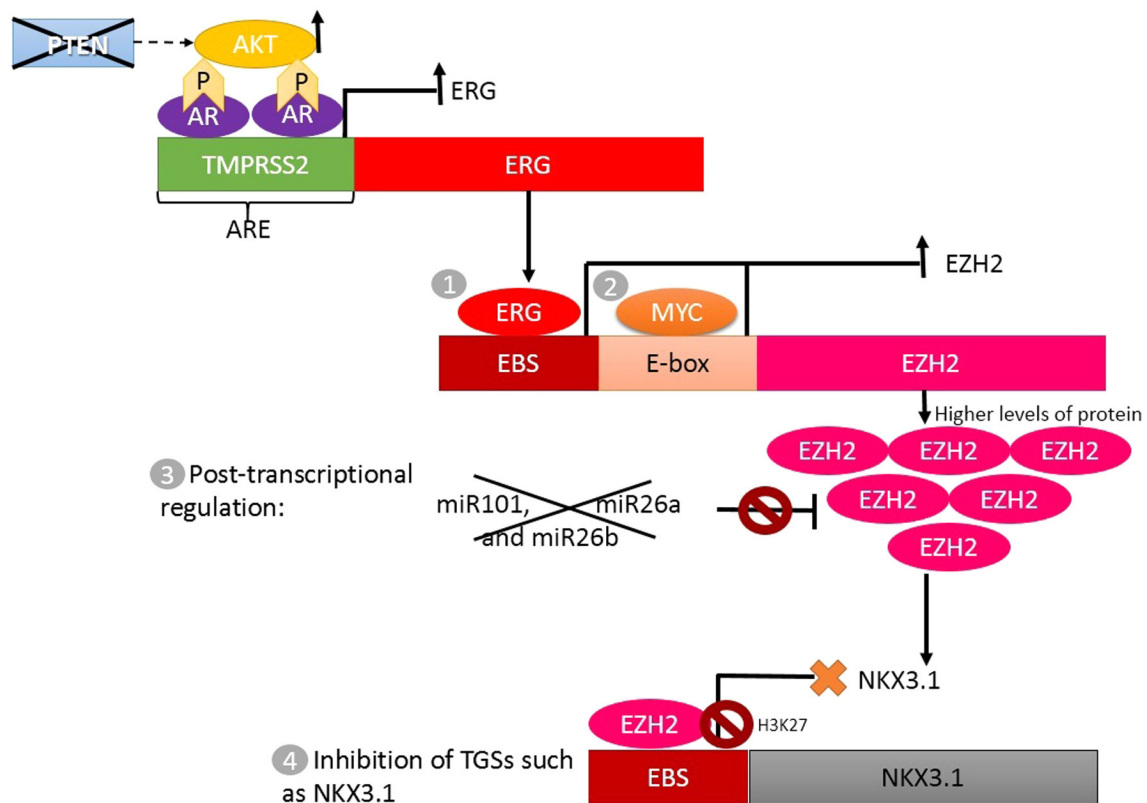 PTEN
AKT
P
P
AR
AR
ERG
TMPRSS2
ERG
ARE
EZH2
1
ERG
2
MYC
EBS
E-box
EZH2
Higher levels of protein
EZH2
EZH2
EZH2
3 Post-transcriptional
regulation:
miR101,
miR26a
and miR26b
EZH2
EZH2
EZH2
NKX3.1
EZH2
H3K27
4 Inhibition of TGSs such
as NKX3.1
EBS
NKX3.1